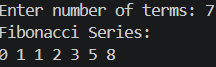 Enter number of terms: 7
Fibonacci Series:
0 1 1 2 3 5 8